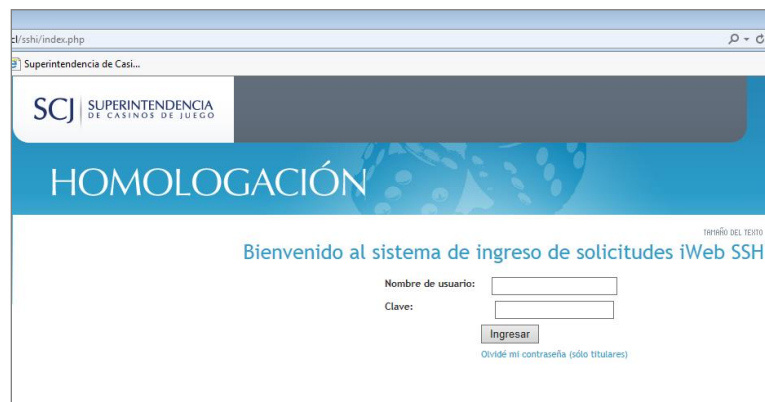 cl/sshi/index.php
Superintendencia de Casi...
SCJ SUPERINTENDENCIA
DE CASINOS DE JUEGO
HOMOLOGACIÓN
TAMAÑO DEL TEXTO
Bienvenido al sistema de ingreso de solicitudes iWeb SSH
Nombre de usuario:
Clave:
Ingresar
Olvidé mi contraseña (sólo titulares)